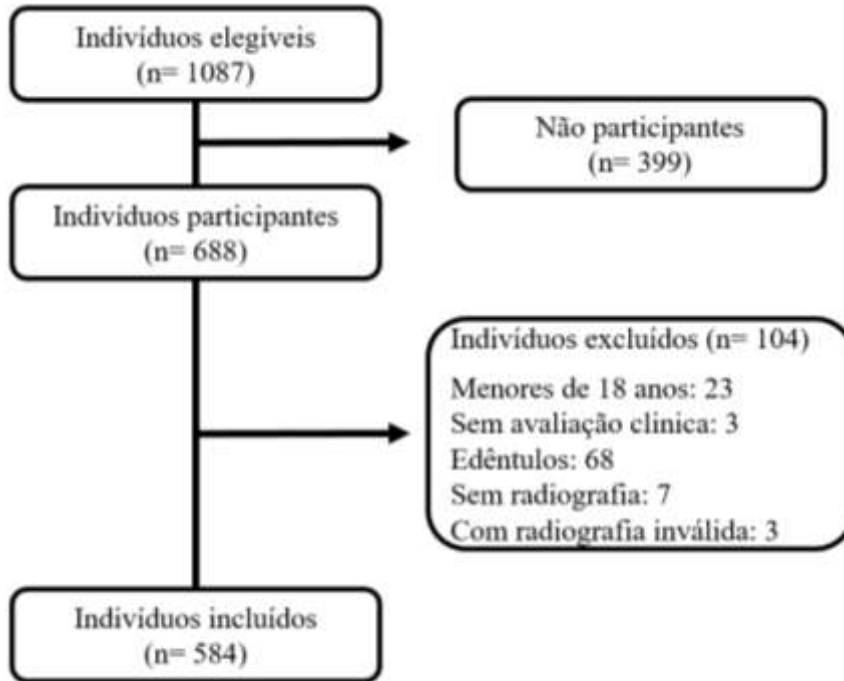 Indivíduos elegíveis
(n= 1087)
Não participantes
(n= 399)
Indivíduos participantes
(n= 688)
Indivíduos excluídos (n= 104)
Menores de 18 anos: 23
Sem avaliação clinica: 3
Edêntulos: 68
Sem radiografia: 7
Com radiografia inválida: 3
Indivíduos incluídos
(n= 584)